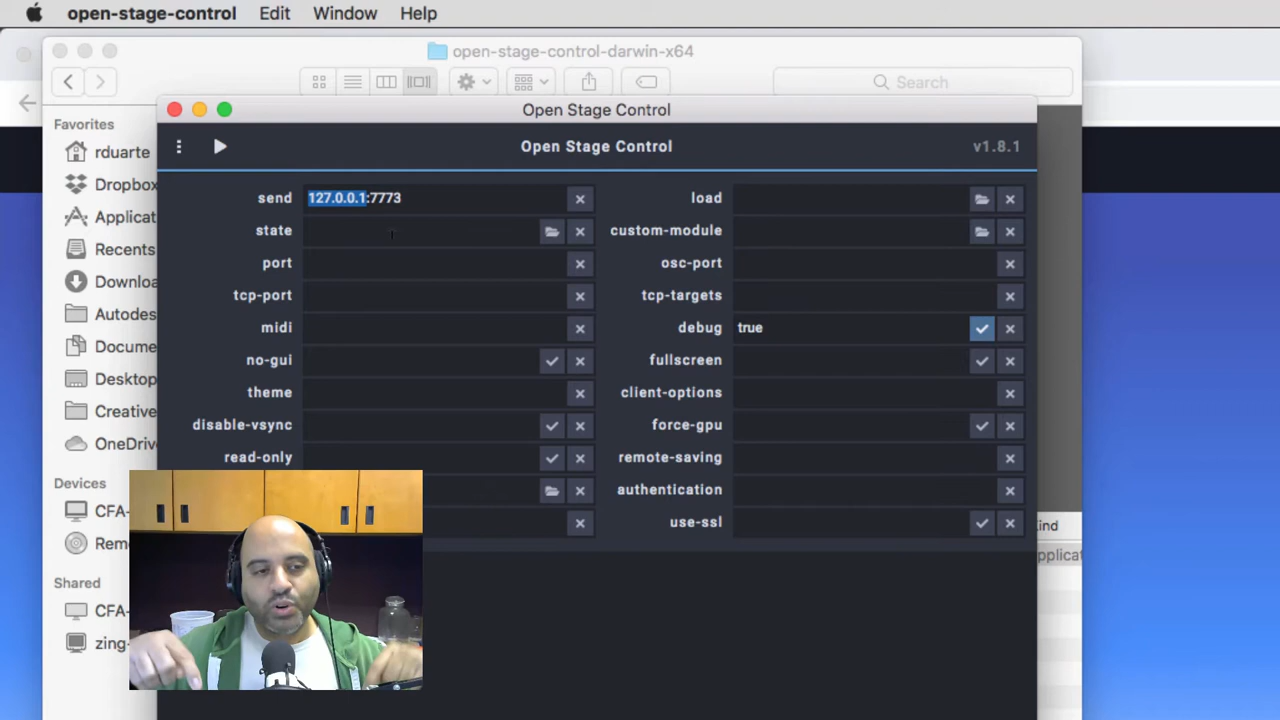 open-stage-control Edit Window Help
open-stage-control-darwin-x64
Search
Favorites
rduarte
Dropbox
Applicat
Recents
Downloa
Autodes
Docume
Desktop
Creative
OneDriv
Devices
CFA-
Rem
Shared
CFA-
zing-
Open Stage Control
Open Stage Control v1.8.1
send 127.0.0.1:7773 load
state custom-module
port osc-port
tcp-port tcp-targets
midi debug true
no-gui fullscreen
theme client-options
disable-vsync force-gpu
read-only remote-saving
authentication
use-ssl
ind
pplicat